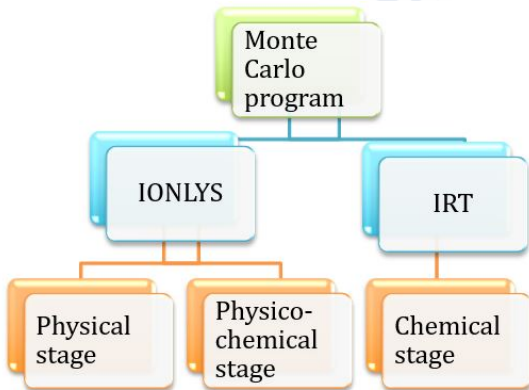 Monte
Carlo
program
IONLYS
IRT
Physical
stage
Physico-
chemical
stage
Chemical
stage